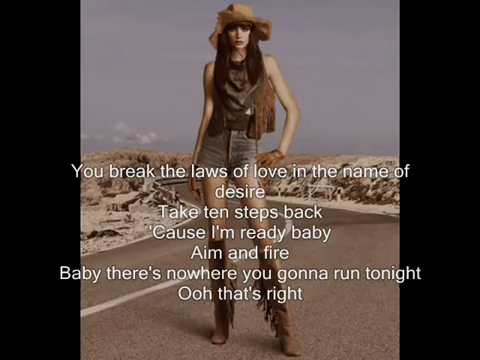 You break the laws of love in the name of
desire
Take ten steps back
'Cause I'm ready baby
Aim and fire
Baby there's nowhere you gonna run tonight
Ooh that's right